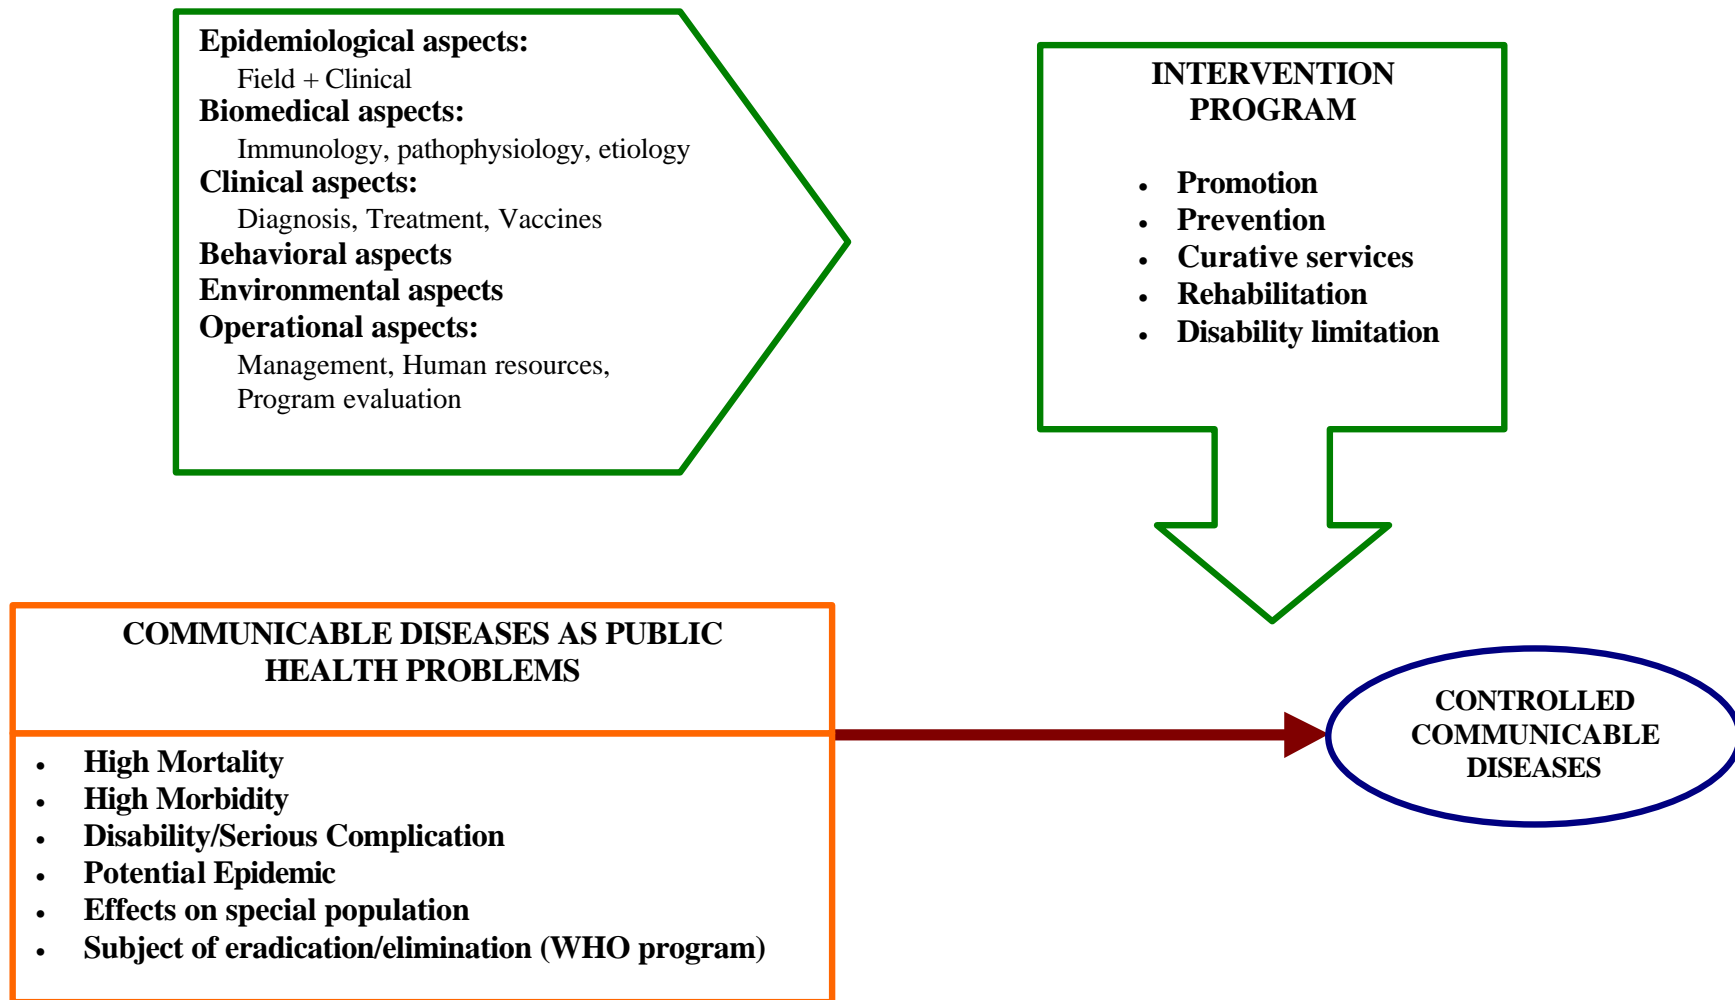 Epidemiological aspects:
Field + Clinical
Biomedical aspects:
Immunology, pathophysiology, etiology
Clinical aspects:
Diagnosis, Treatment, Vaccines
Behavioral aspects
Environmental aspects
Operational aspects:
Management, Human resources,
Program evaluation
INTERVENTION
PROGRAM
• Promotion
• Prevention
• Curative services
• Rehabilitation
• Disability limitation
COMMUNICABLE DISEASES AS PUBLIC
HEALTH PROBLEMS
• High Mortality
• High Morbidity
• Disability/Serious Complication
• Potential Epidemic
• Effects on special population
• Subject of eradication/elimination (WHO program)
CONTROLLED
COMMUNICABLE
DISEASES